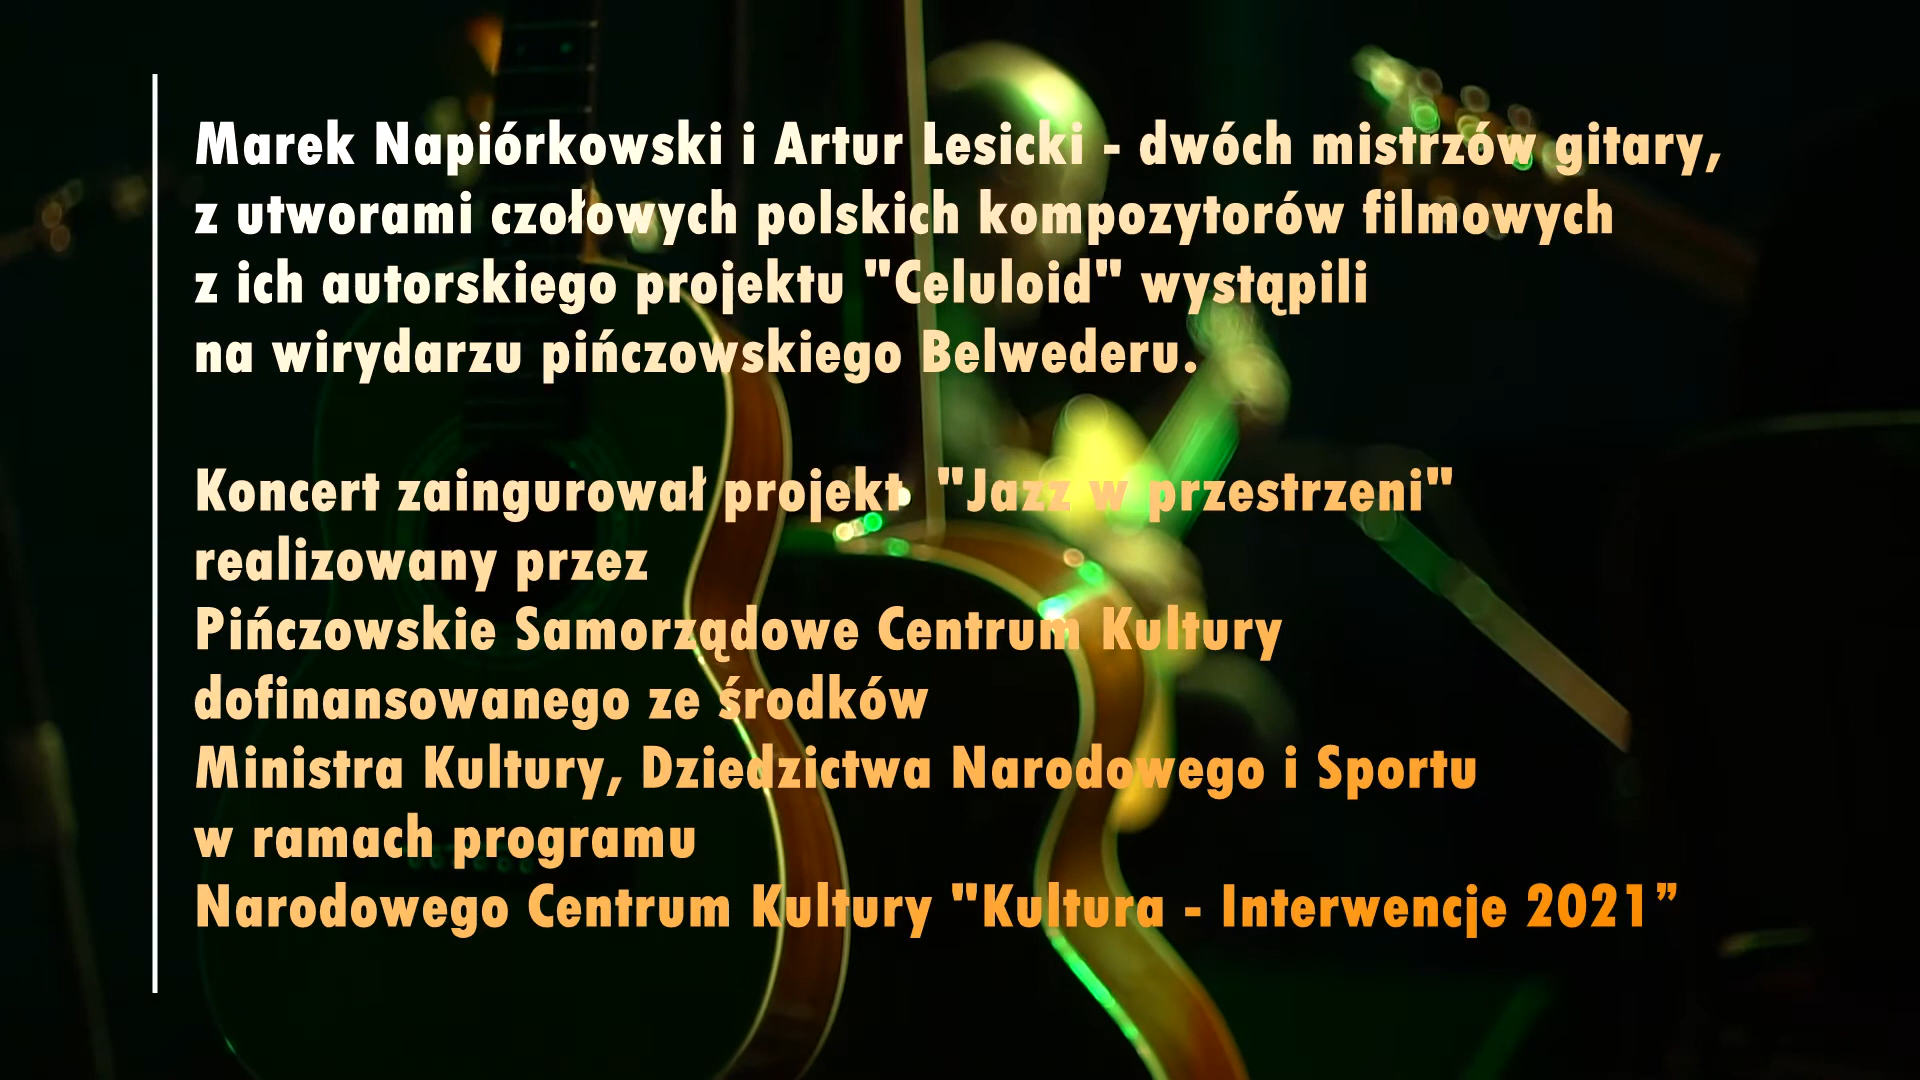 Marek Napiórkowski i Artur Lesicki - dwóch mistrzów gitary,
z utworami czołowych polskich kompozytorów filmowych
z ich autorskiego projektu "Celuloid" wystąpili
na wirydarzu pińczowskiego Belwederu.
Koncert zaingurował projekt "Jazz w przestrzeni"
realizowany przez
Pińczowskie Samorządowe Centrum Kultury
dofinansowanego ze środków
Ministra Kultury, Dziedzictwa Narodowego i Sportu
w ramach programu
Narodowego Centrum Kultury "Kultura - Interwencje 2021”